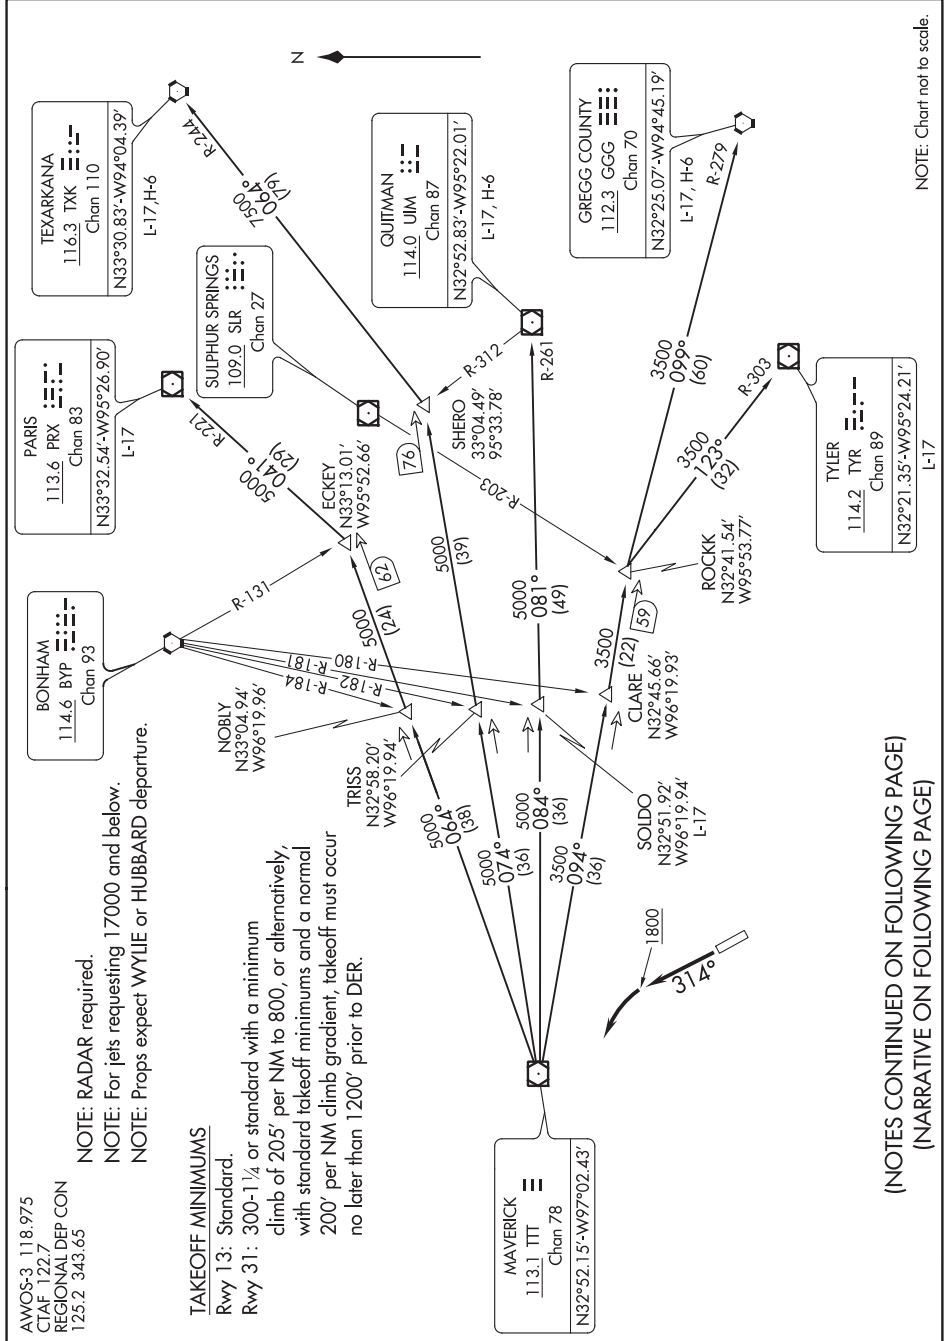 AWOS-3 118.975
CTAF 122.7
REGIONAL DEP CON
125.2 343.65
NOTE: RADAR required.
NOTE: For jets requesting 17000 and below.
NOTE: Props expect WYLIE or HUBBARD departure.
TAKEOFF MINIMUMS
Rwy 13: Standard.
Rwy 31: 300-1¼ or standard with a minimum
climb of 205' per NM to 800, or alternatively,
with standard takeoff minimums and a normal
200' per NM climb gradient, takeoff must occur
no later than 1200' prior to DER.
BONHAM
114.6 BYP
Chan 93
PARIS
113.6 PRX
Chan 83
N33°32.54'-W95°26.90'
L-17
TEXARKANA
116.3 TXK
Chan 110
N33°30.83'-W94°04.39'
L-17,H-6
SULPHUR SPRINGS
109.0 SLR
Chan 27
QUITMAN
114.0 UIM
Chan 87
N32°52.83'-W95°22.01'
L-17, H-6
GREGG COUNTY
112.3 GGG
Chan 70
N32°25.07'-W94°45.19'
L-17, H-6
TYLER
114.2 TYR
Chan 89
N32°21.35'-W95°24.21'
L-17
MAVERICK
113.1 TTT
Chan 78
N32°52.15'-W97°02.43'
N
R-244
7500
064°
(79)
R-221
5000
041°
(29)
ECKEY
N33°13.01'
W95°52.66'
62
R-131
5000
(24)
R-184
R-182
R-181
R-180
NOBLY
N33°04.94'
W96°19.96'
5000
064°
(38)
TRISS
N32°58.20'
W96°19.94'
5000
074°
(36)
5000
(39)
76
SHERO
33°04.49'
95°33.78'
R-312
R-203
R-261
5000
081°
(49)
5000
084°
(36)
SOLDO
N32°51.92'
W96°19.94'
L-17
3500
094°
(36)
CLARE
N32°45.66'
W96°19.93'
3500
(22)
59
ROCKK
N32°41.54'
W95°53.77'
3500
099°
(60)
R-279
3500
123°
(32)
R-303
1800
314°
NOTE: Chart not to scale.
(NOTES CONTINUED ON FOLLOWING PAGE)
(NARRATIVE ON FOLLOWING PAGE)